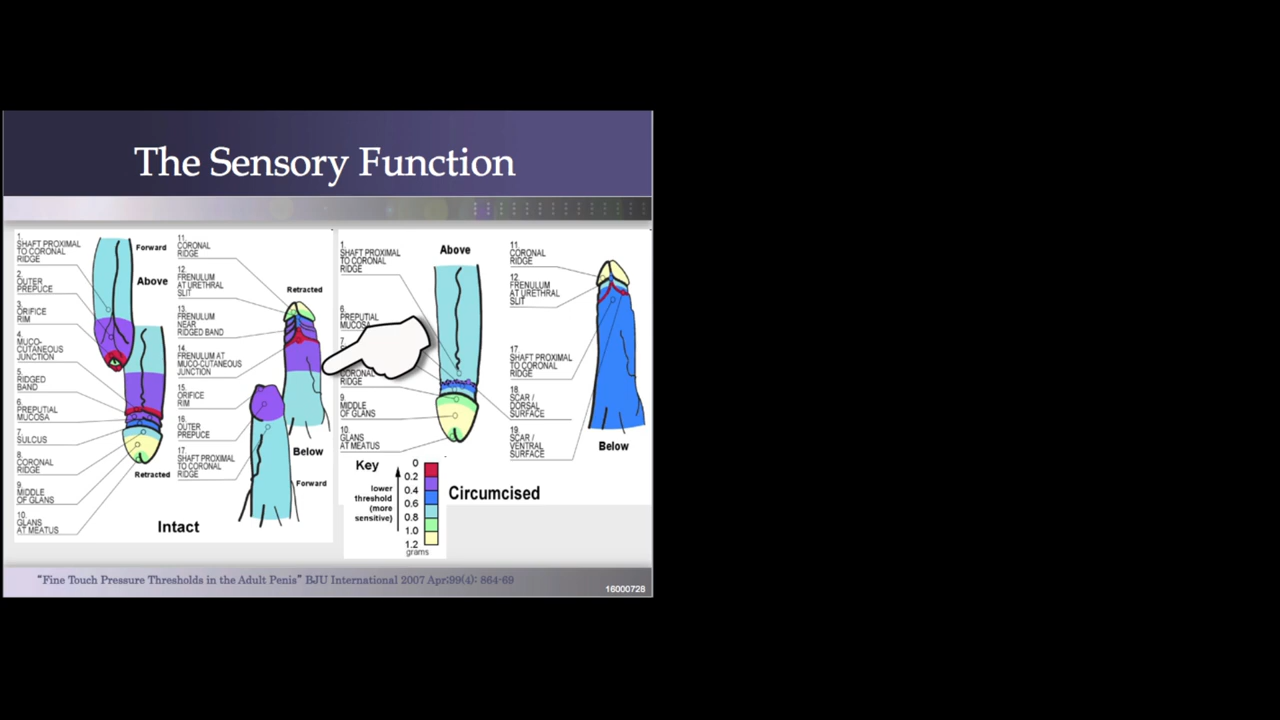 The Sensory Function
1.
SHAFT PROXIMAL
TO CORONAL
RIDGE
2.
OUTER
PREPUCE
3.
ORIFICE
RIM
4.
MUCO-
CUTANEOUS
JUNCTION
5.
RIDGED
BAND
6.
PREPUTIAL
MUCOSA
7.
SULCUS
8.
CORONAL
RIDGE
9.
MIDDLE
OF GLANS
10.
GLANS
AT MEATUS
Forward
Above
Retracted
Intact
11.
CORONAL
RIDGE
12.
FRENULUM
AT URETHRAL
SLIT
13.
FRENULUM
NEAR
RIDGED BAND
14.
FRENULUM AT
MUCO-CUTANEOUS
JUNCTION
15.
ORIFICE
RIM
16.
OUTER
PREPUCE
17.
SHAFT PROXIMAL
TO CORONAL
RIDGE
Retracted
Below
Forward
1.
SHAFT PROXIMAL
TO CORONAL
RIDGE
6.
PREPUTIAL
MUCOSA
7.
CORONAL
RIDGE
9.
MIDDLE
OF GLANS
10.
GLANS
AT MEATUS
Above
11.
CORONAL
RIDGE
12.
FRENULUM
AT URETHRAL
SLIT
17.
SHAFT PROXIMAL
TO CORONAL
RIDGE
18.
SCAR /
DORSAL
SURFACE
19.
SCAR /
VENTRAL
SURFACE
Below
Key
lower
threshold
(more
sensitive)
0
0.2
0.4
0.6
0.8
1.0
1.2
grams
Circumcised
"Fine Touch Pressure Thresholds in the Adult Penis" BJU International 2007 Apr;99(4): 864-69
16000728